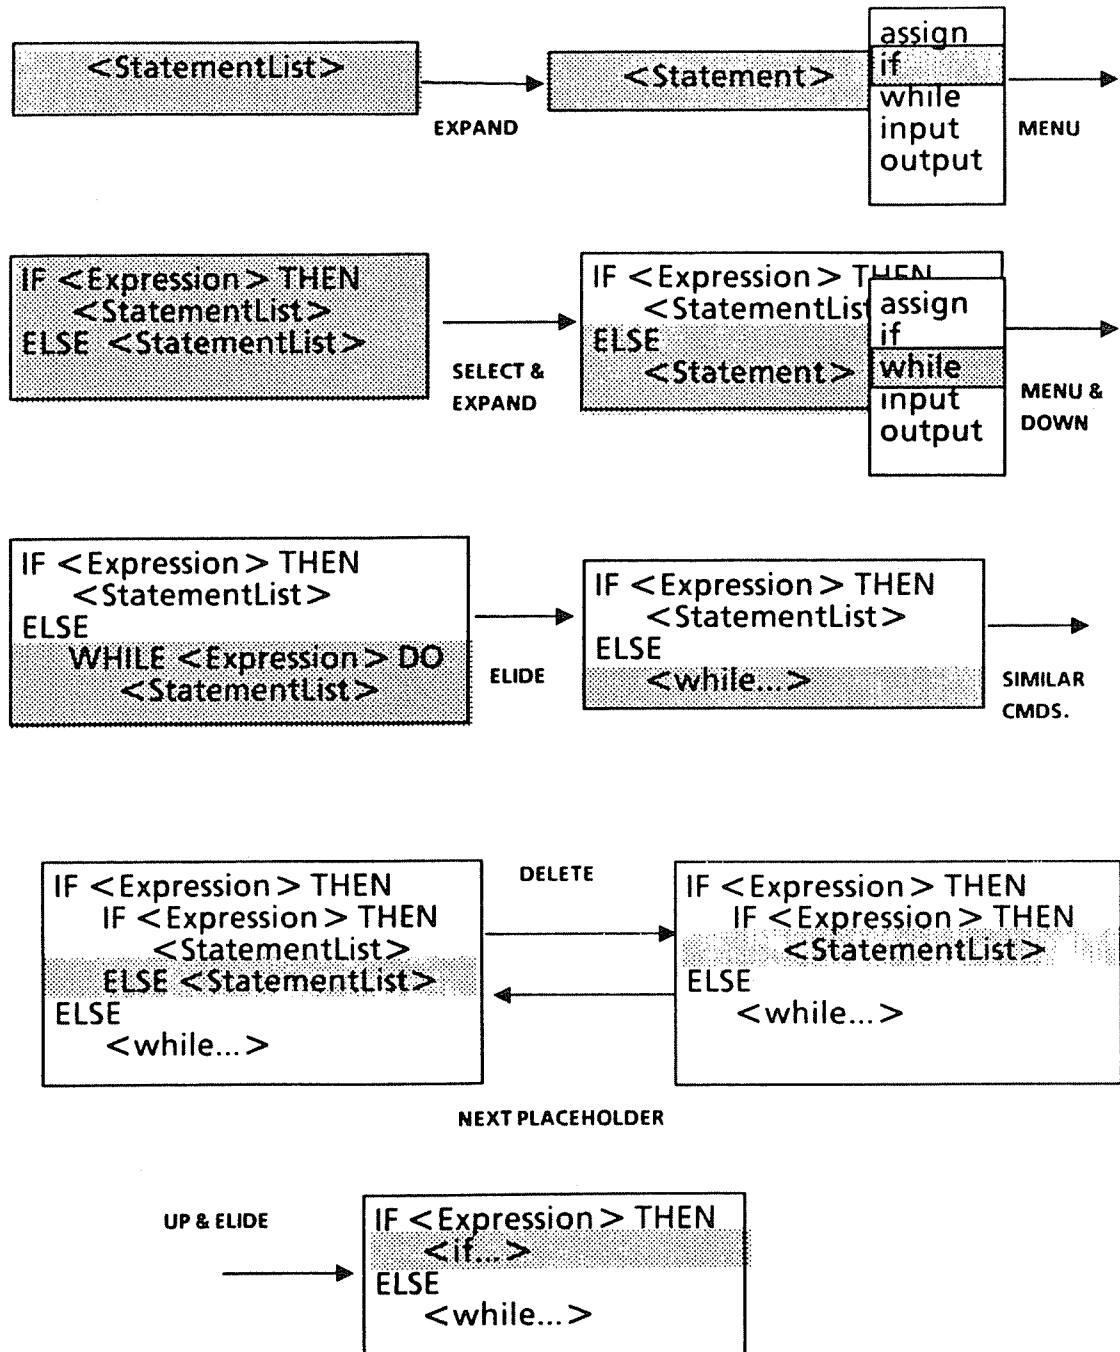 <StatementList>
EXPAND
<Statement>
assign
if
while
input
output
MENU
IF <Expression> THEN
<StatementList>
ELSE <StatementList>
SELECT &
EXPAND
IF <Expression> THEN
<StatementList
ELSE
<Statement>
assign
if
while
input
output
MENU &
DOWN
IF <Expression> THEN
<StatementList>
ELSE
WHILE <Expression> DO
<StatementList>
ELIDE
IF <Expression> THEN
<StatementList>
ELSE
<while...>
SIMILAR
CMDS.
IF <Expression> THEN
IF <Expression> THEN
<StatementList>
ELSE <StatementList>
ELSE
<while...>
DELETE
IF <Expression> THEN
IF <Expression> THEN
<StatementList>
ELSE
<while...>
NEXT PLACEHOLDER
UP & ELIDE
IF <Expression> THEN
<if...>
ELSE
<while...>